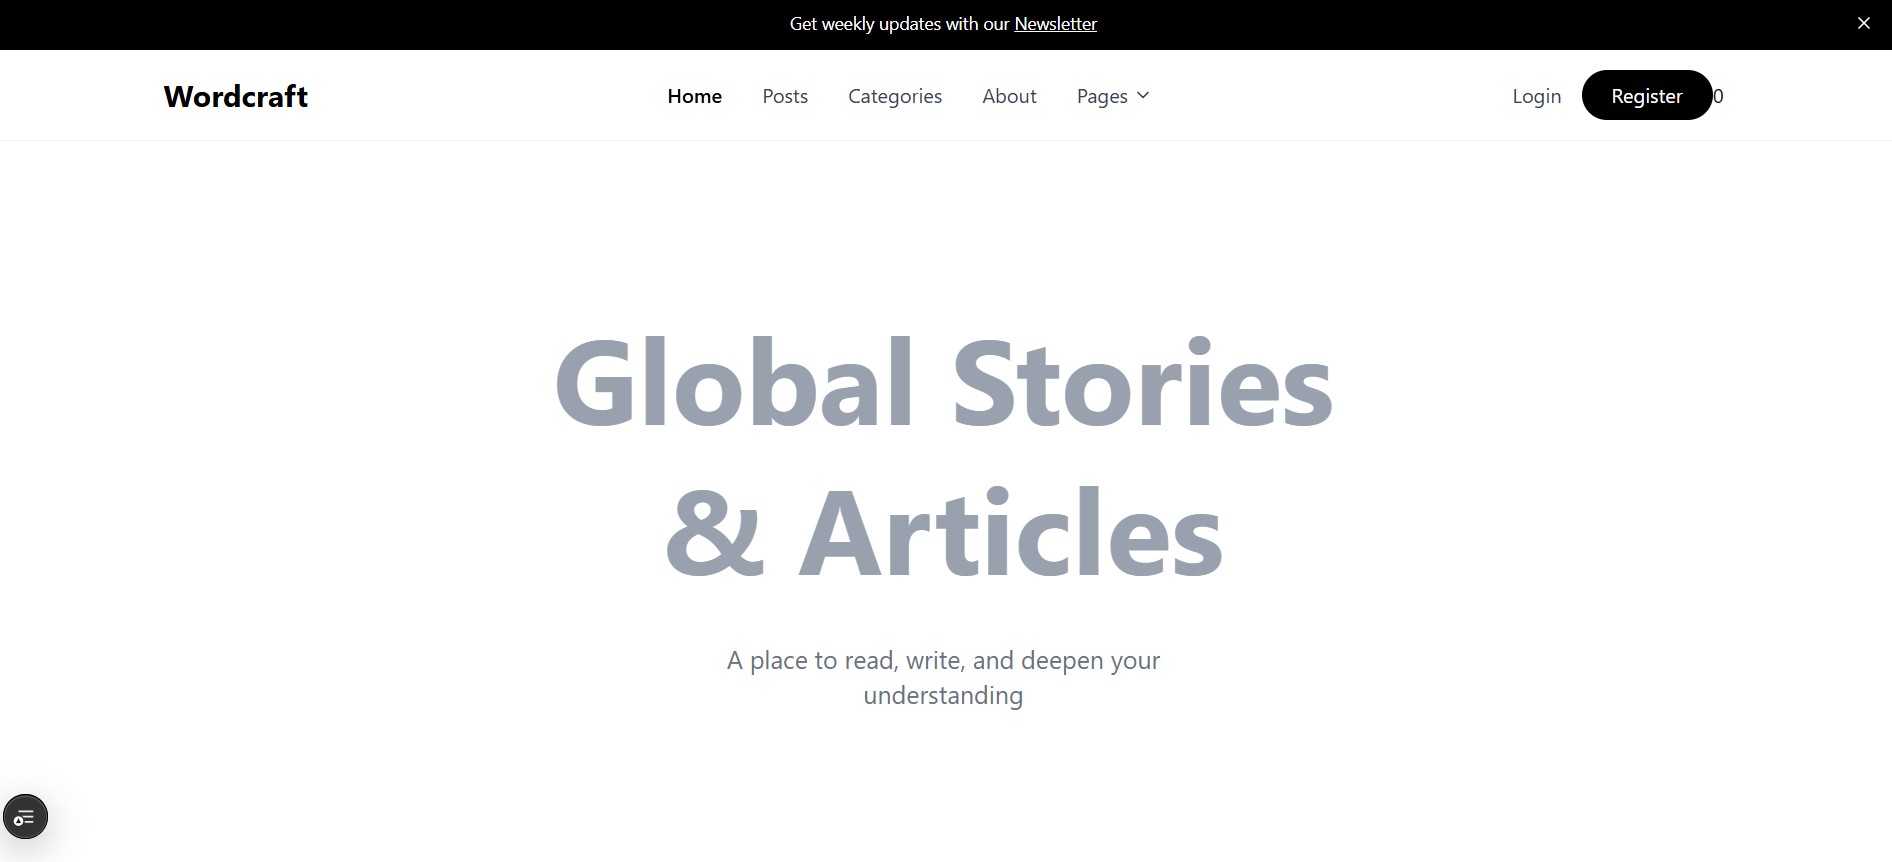 Get weekly updates with our Newsletter
Wordcraft
Home Posts Categories About Pages
Login Register 0
Global Stories
& Articles
A place to read, write, and deepen your
understanding